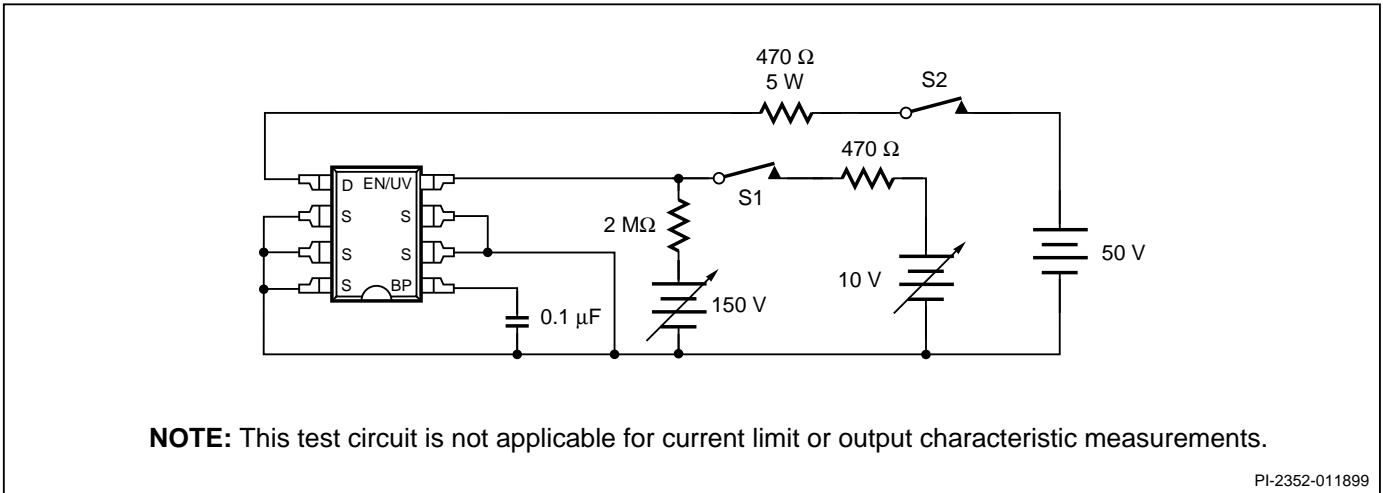 470 Ω
5 W
S2
470 Ω
D EN/UV
S1
S S
2 MΩ
S S
50 V
10 V
S BP
150 V
0.1 μF
NOTE: This test circuit is not applicable for current limit or output characteristic measurements.
PI-2352-011899